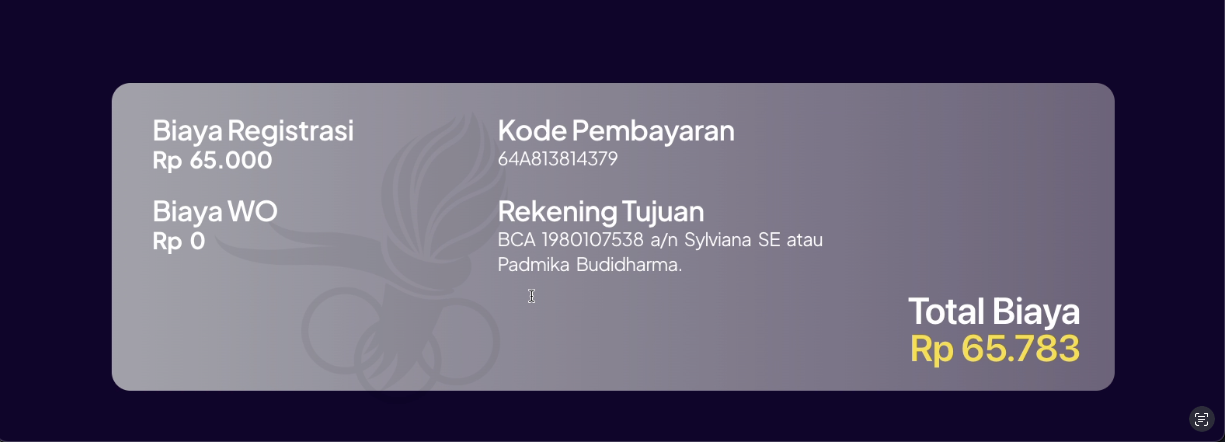 Biaya Registrasi
Rp 65.000
Biaya WO
Rp 0
Kode Pembayaran
64A813814379
Rekening Tujuan
BCA 1980107538 a/n Sylviana SE atau
Padmika Budidharma.
Total Biaya
Rp 65.783